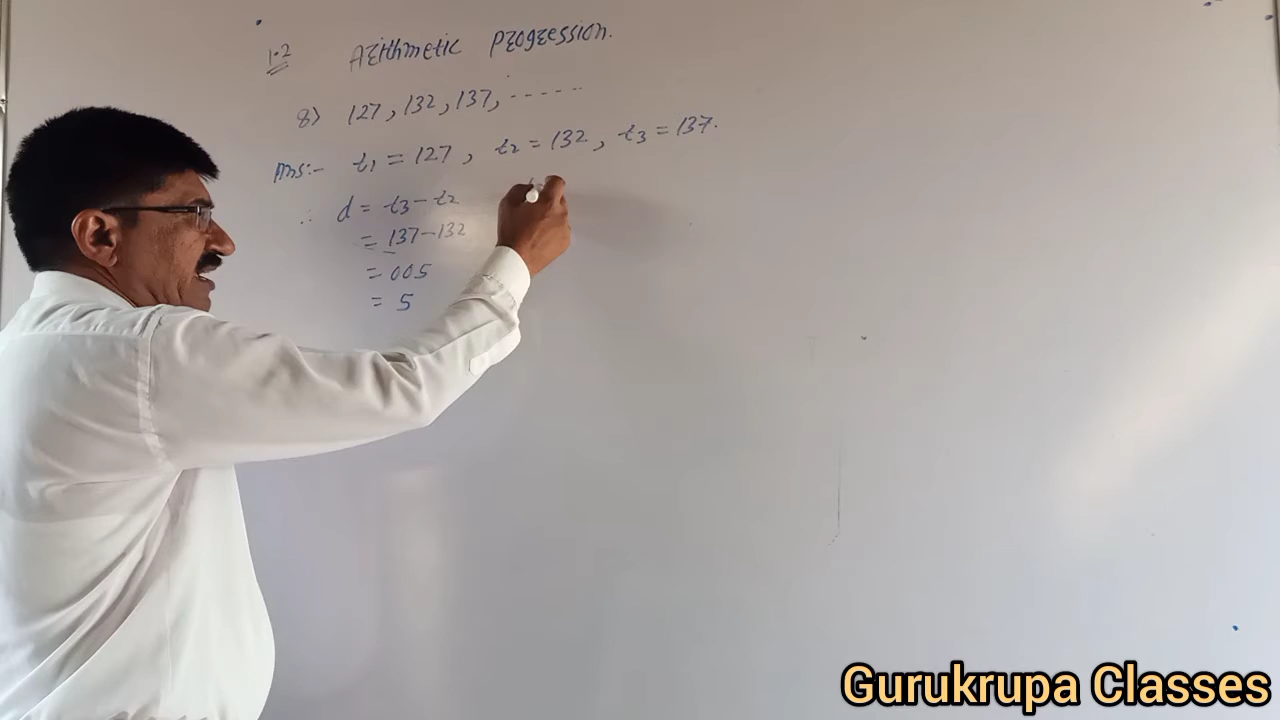 1.2 Arithmetic Progression.
8) 127, 132, 137, ------
Ans:- t₁ = 127, t₂ = 132, t₃ = 137.
∴ d = t₃ - t₂
= 137 - 132
= 005
= 5
Gurukrupa Classes